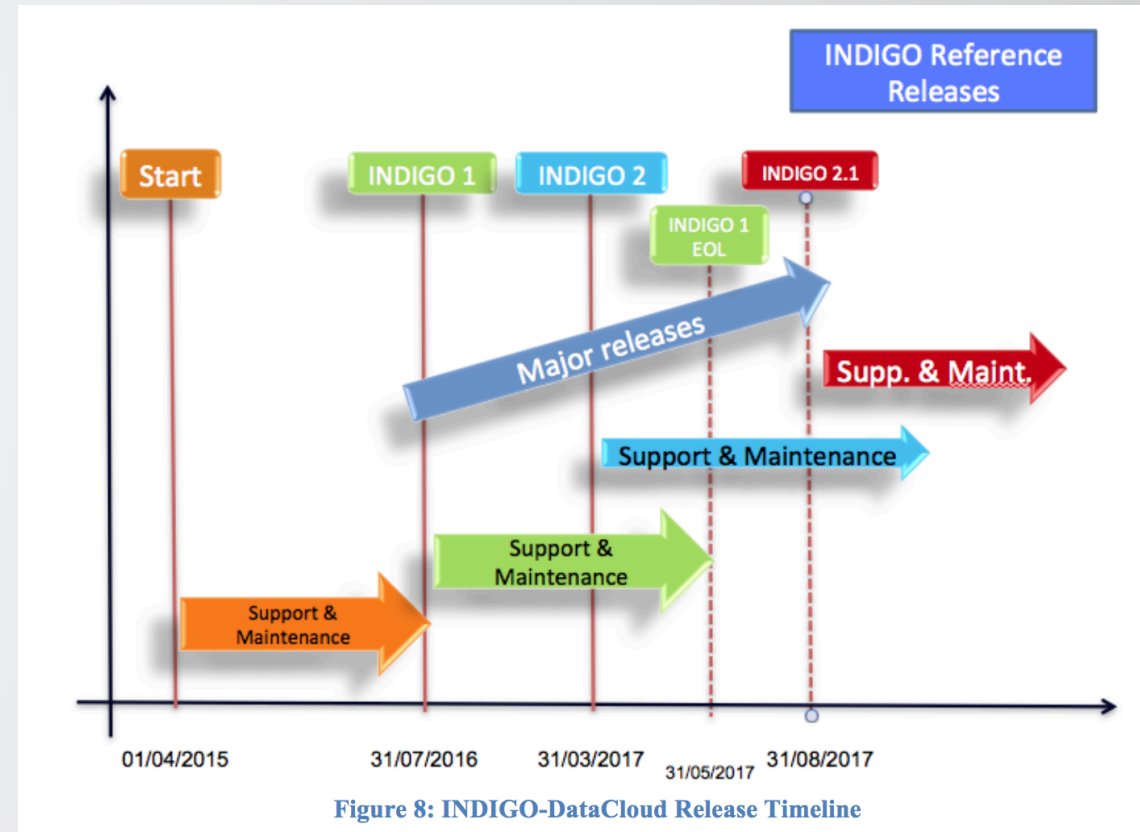 INDIGO Reference
Releases
Start
INDIGO 1
INDIGO 2
INDIGO 2.1
INDIGO 1
EOL
Major releases
Supp. & Maint.
Support & Maintenance
Support &
Maintenance
Support &
Maintenance
01/04/2015
31/07/2016
31/03/2017
31/05/2017
31/08/2017
Figure 8: INDIGO-DataCloud Release Timeline